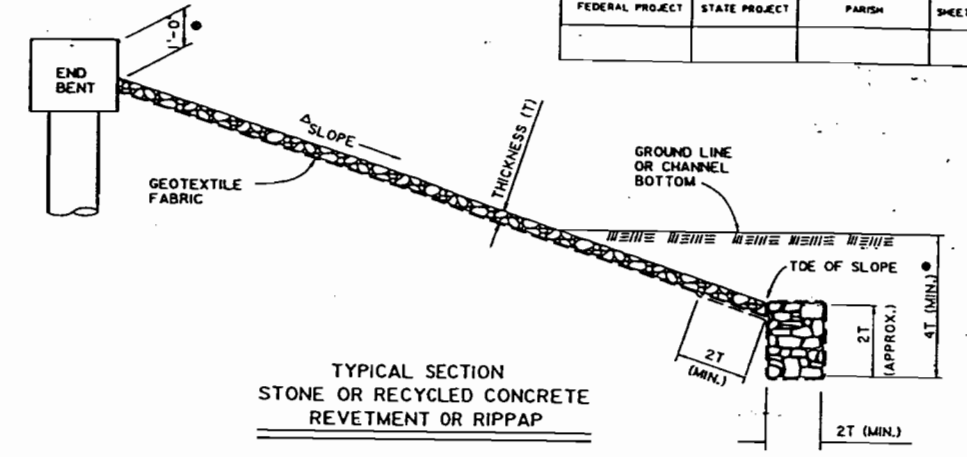 FEDERAL PROJECT
STATE PROJECT
PARISH
SHEET
1'-0"
END
BENT
△
SLOPE
THICKNESS (T)
GEOTEXTILE
FABRIC
GROUND LINE
OR CHANNEL
BOTTOM
TOE OF SLOPE
2T
(MIN.)
2T
(APPROX.)
4T (MIN.)
2T (MIN.)
TYPICAL SECTION
STONE OR RECYCLED CONCRETE
REVETMENT OR RIPPAP